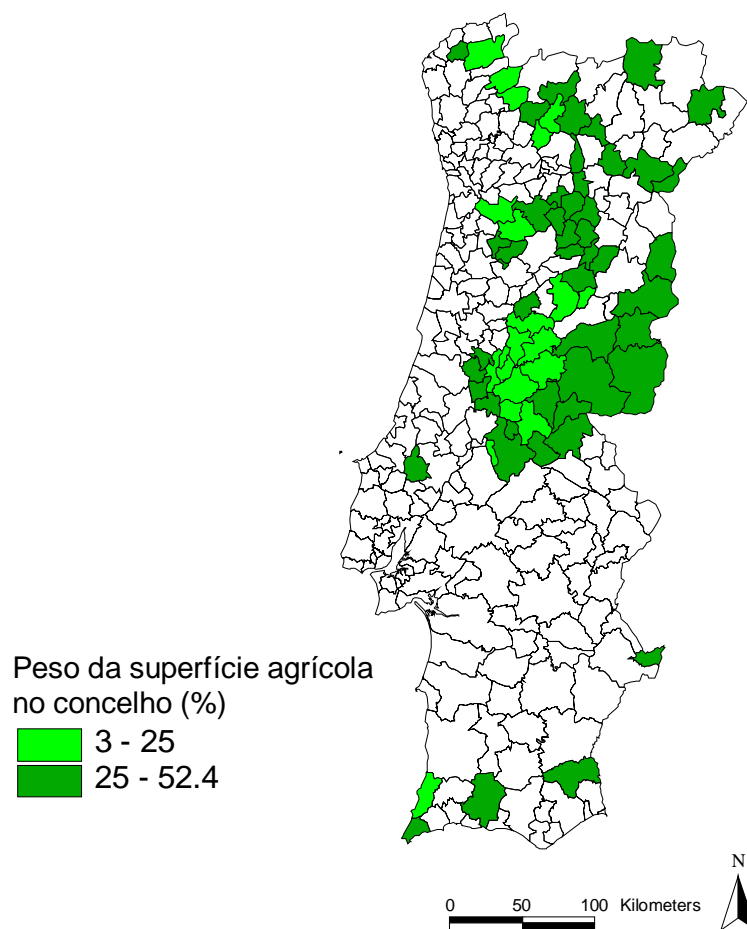 Peso da superfície agrícola
no concelho (%)
3 - 25
25 - 52.4
N
0 50 100 Kilometers